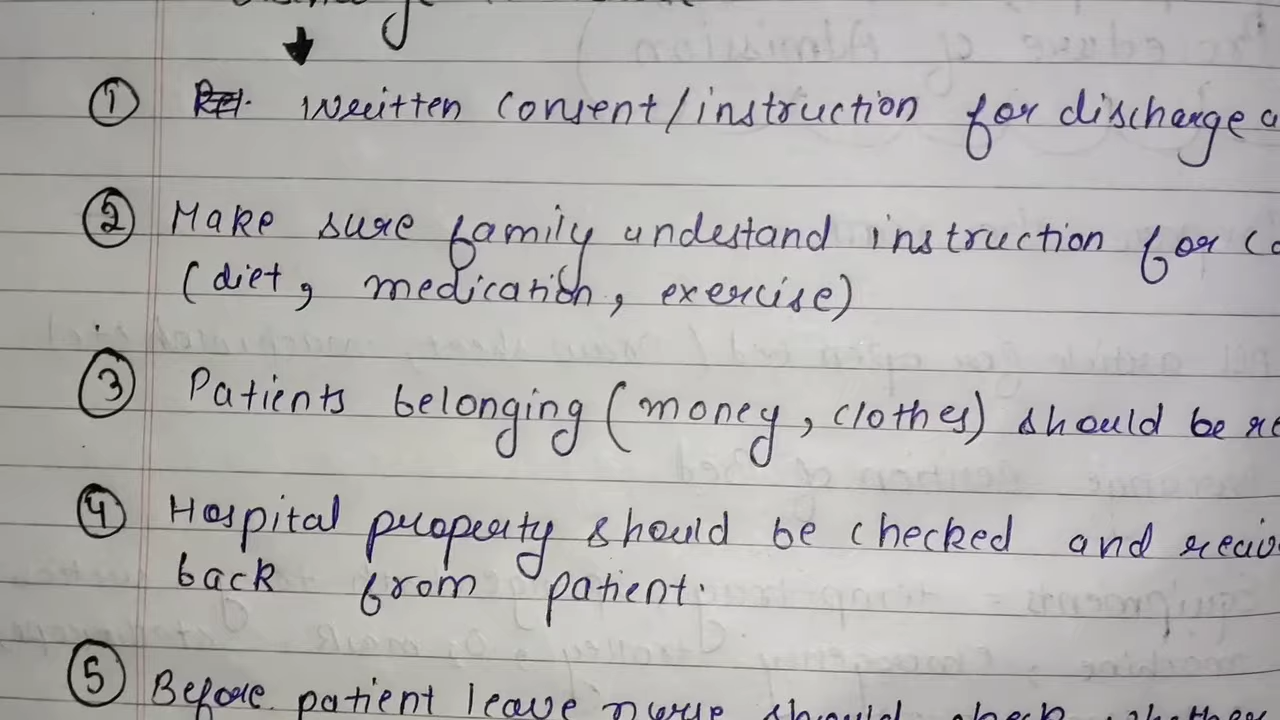 ① Written consent/instruction for discharge
② Make sure family undestand instruction for
(diet, medication, exercise)
③ Patients belonging (money, clothes) should be
④ Hospital property should be checked and
back from patient.
⑤ Before patient leave nurse should check